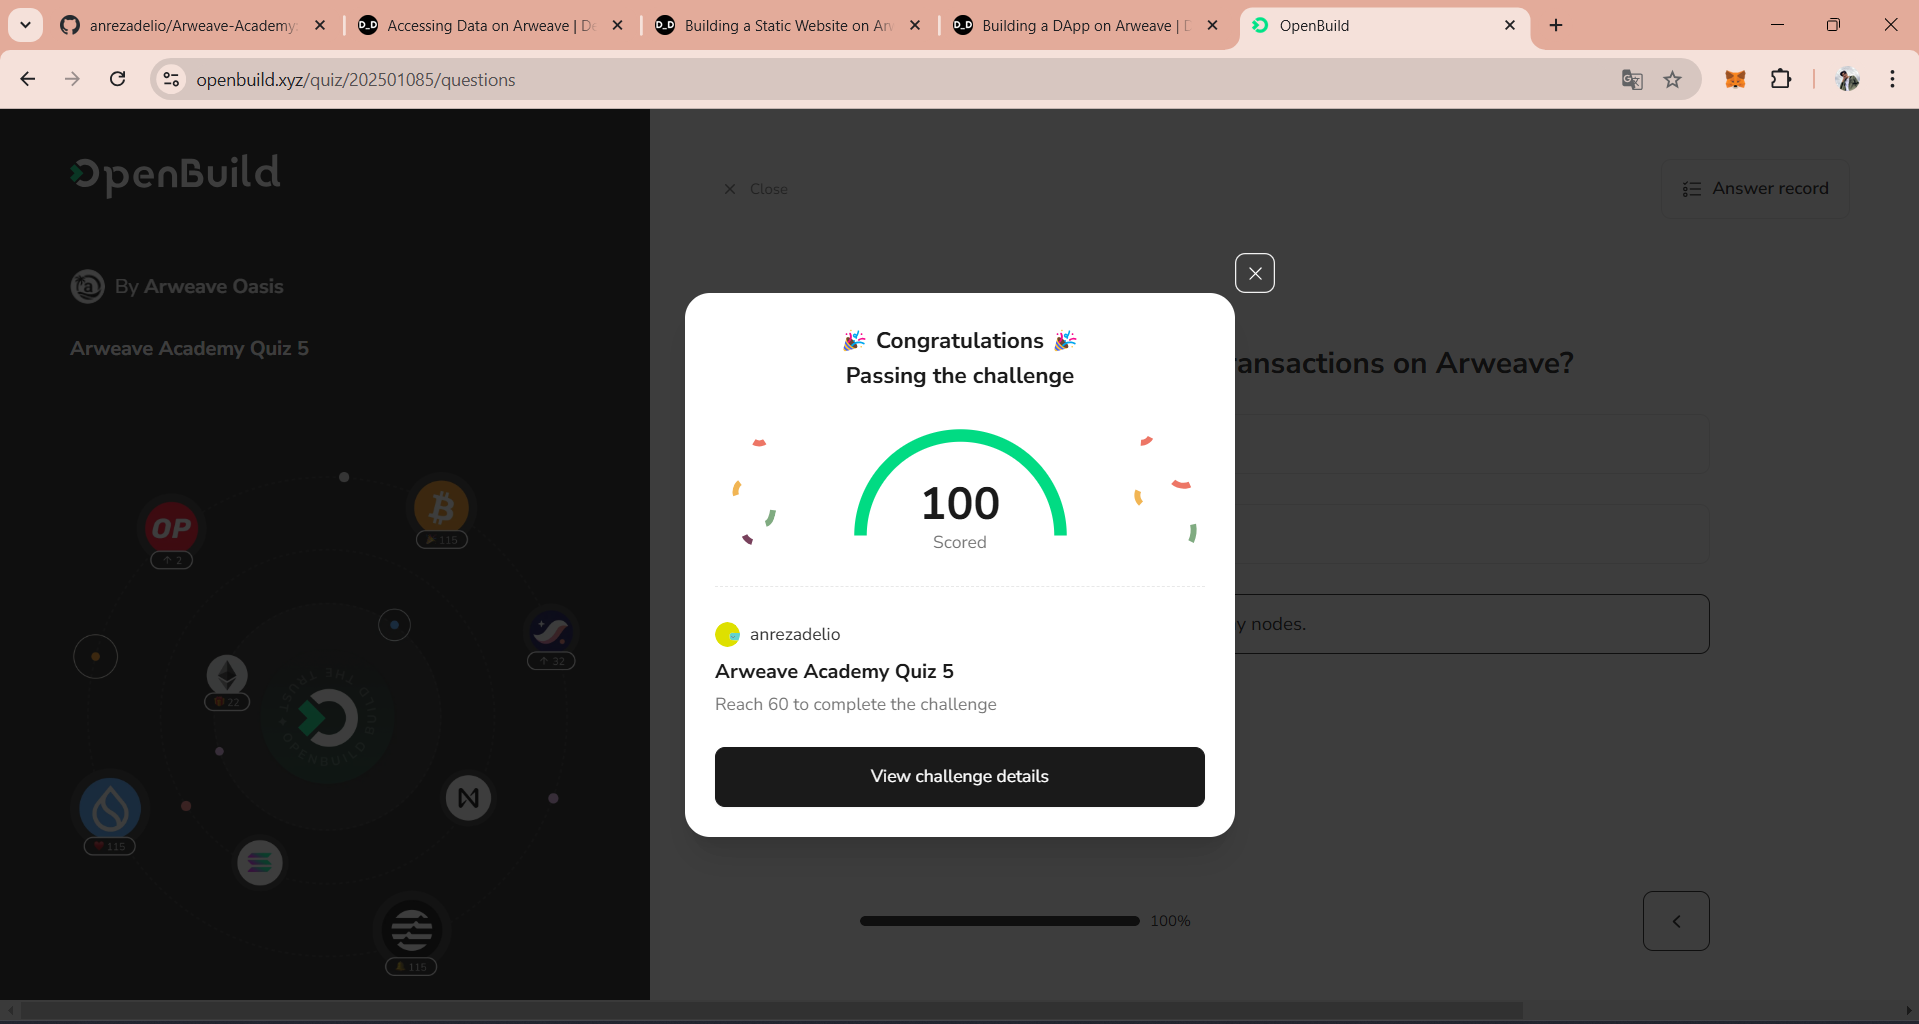 anrezadelio/Arweave-Academy:
Accessing Data on Arweave | De
Building a Static Website on Arw
Building a DApp on Arweave | D
OpenBuild
openbuild.xyz/quiz/202501085/questions
OpenBuild
Close
Answer record
By Arweave Oasis
Arweave Academy Quiz 5
ansactions on Arweave?
y nodes.
🎉 Congratulations 🎉
Passing the challenge
100
Scored
anrezadelio
Arweave Academy Quiz 5
Reach 60 to complete the challenge
View challenge details
100%
OP
2
115
32
22
115
115